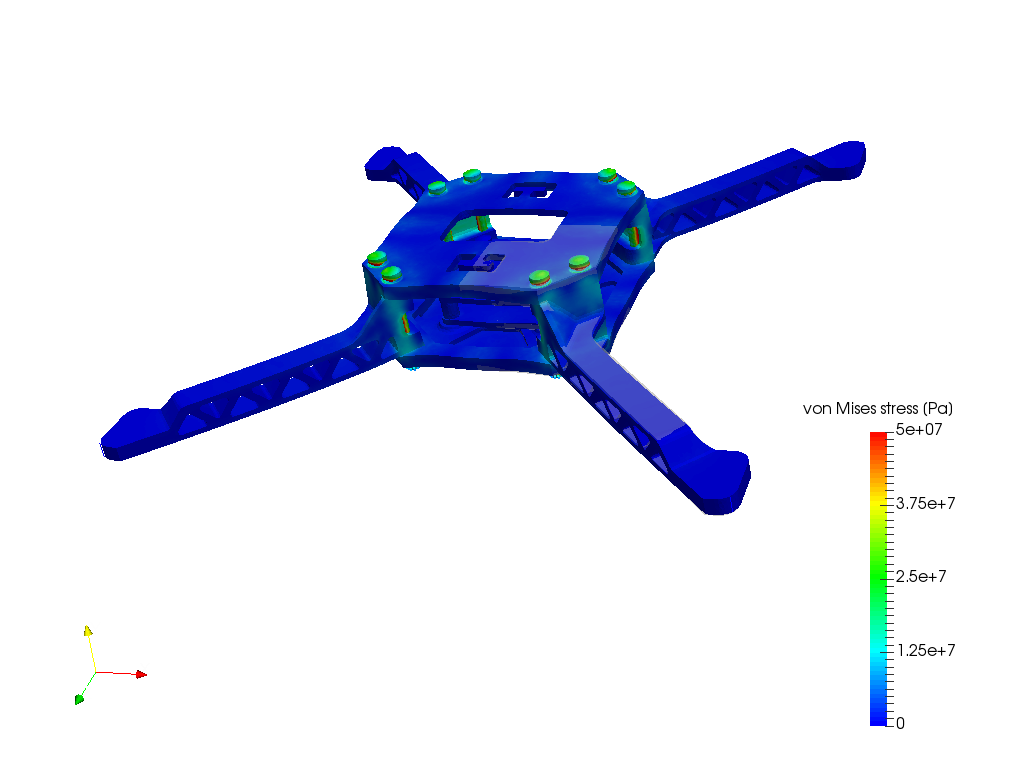 von Mises stress (Pa)
5e+07
3.75e+7
2.5e+7
1.25e+7
0